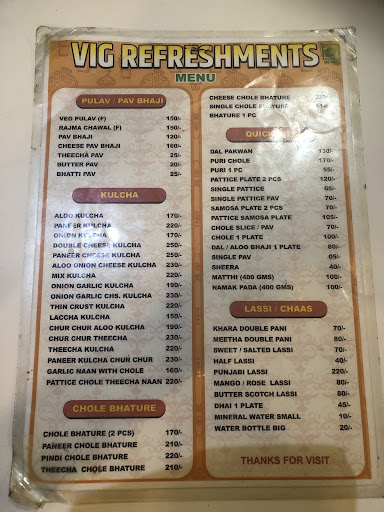 VIG REFRESHMENTS
MENU
PULAV / PAV BHAJI
VEG PULAV (F) 150/-
RAJMA CHAWAL (F) 150/-
PAV BHAJI 120/-
CHEESE PAV BHAJI 160/-
THEECHA PAV 25/-
BUTTER PAV 20/-
BHATTI PAV 25/-
KULCHA
ALOO KULCHA 170/-
PANEER KULCHA 220/-
ONION KULCHA
DOUBLE CHEESE KULCHA 230/-
PANEER CHEESE KULCHA 250/-
ALOO ONION CHEESE KULCHA 230/-
MIX KULCHA 220/-
ONION GARLIC KULCHA 190/-
ONION GARLIC CHS. KULCHA 230/-
THIN CRUST KULCHA 220/-
LACCHA KULCHA 150/-
CHUR CHUR ALOO KULCHA 190/-
CHUR CHUR THEECHA 230/-
THEECHA KULCHA 220/-
PANEER KULCHA CHUR CHUR 230/-
GARLIC NAAN WITH CHOLE 160/-
PATTICE CHOLE THEECHA NAAN 220/-
CHOLE BHATURE
CHOLE BHATURE (2 PCS) 170/-
PANEER CHOLE BHATURE 210/-
PINDI CHOLE BHATURE 220/-
THEECHA CHOLE BHATURE 210/-
CHEESE CHOLE BHATURE
SINGLE CHOLE BHATURE
BHATURE 1 PC
QUICK
DAL PAKWAN
PURI CHOLE
PURI 1 PC
PATTICE PLATE 2 PCS 120/-
SINGLE PATTICE 65/-
SINGLE PATTICE PAV 80/-
SAMOSA PLATE 2 PCS 70/-
PATTICE SAMOSA PLATE 105/-
CHOLE SLICE / PAV 100/-
CHOLE 1 PLATE 100/-
DAL / ALOO BHAJI 1 PLATE 80/-
SINGLE PAV 05/-
SHEERA 40/-
MATTHI (400 GMS) 100/-
NAMAK PADA (400 GMS) 100/-
LASSI / CHAAS
KHARA DOUBLE PANI 70/-
MEETHA DOUBLE PANI 80/-
SWEET / SALTED LASSI 70/-
HALF LASSI 40/-
PUNJABI LASSI 220/-
MANGO / ROSE LASSI 80/-
BUTTER SCOTCH LASSI 80/-
DHAI 1 PLATE 45/-
MINERAL WATER SMALL 10/-
WATER BOTTLE BIG 20/-
THANKS FOR VISIT